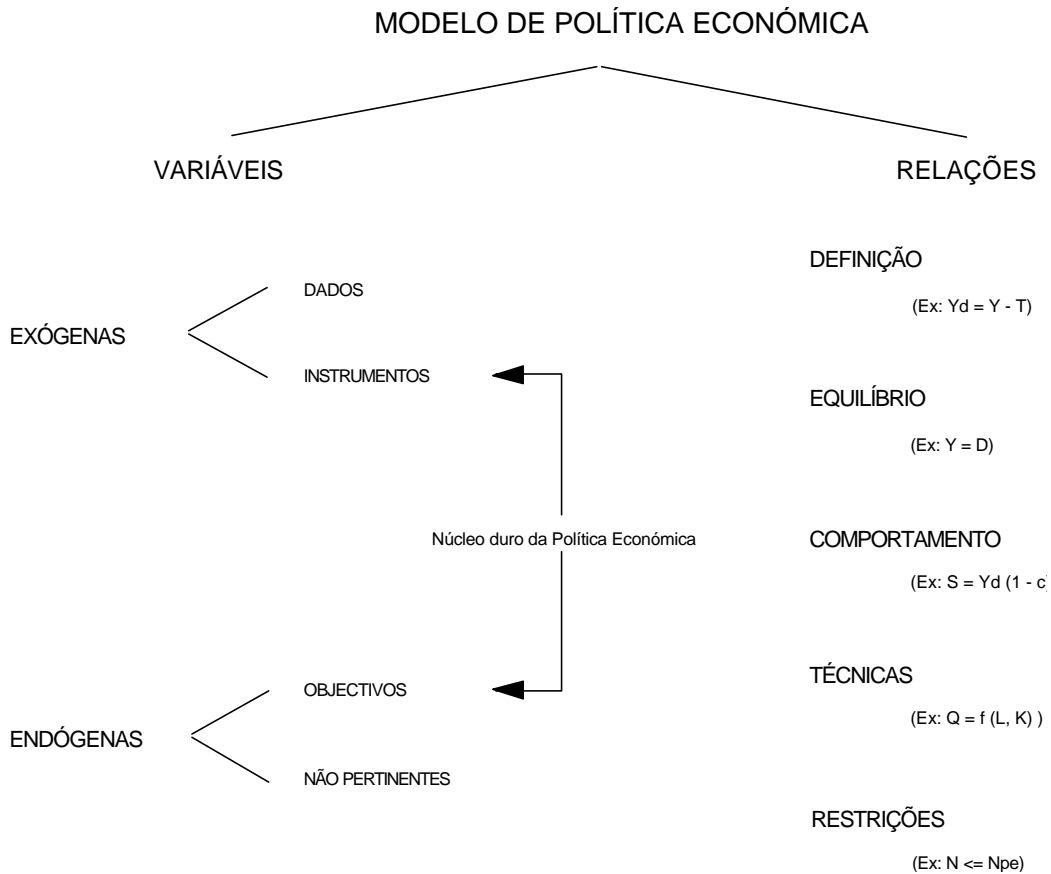 MODELO DE POLÍTICA ECONÓMICA
VARIÁVEIS
RELAÇÕES
EXÓGENAS
DADOS
INSTRUMENTOS
Núcleo duro da Política Económica
ENDÓGENAS
OBJECTIVOS
NÃO PERTINENTES
DEFINIÇÃO
(Ex: Yd = Y - T)
EQUILÍBRIO
(Ex: Y = D)
COMPORTAMENTO
(Ex: S = Yd (1 - c)
TÉCNICAS
(Ex: Q = f (L, K) )
RESTRIÇÕES
(Ex: N <= Npe)